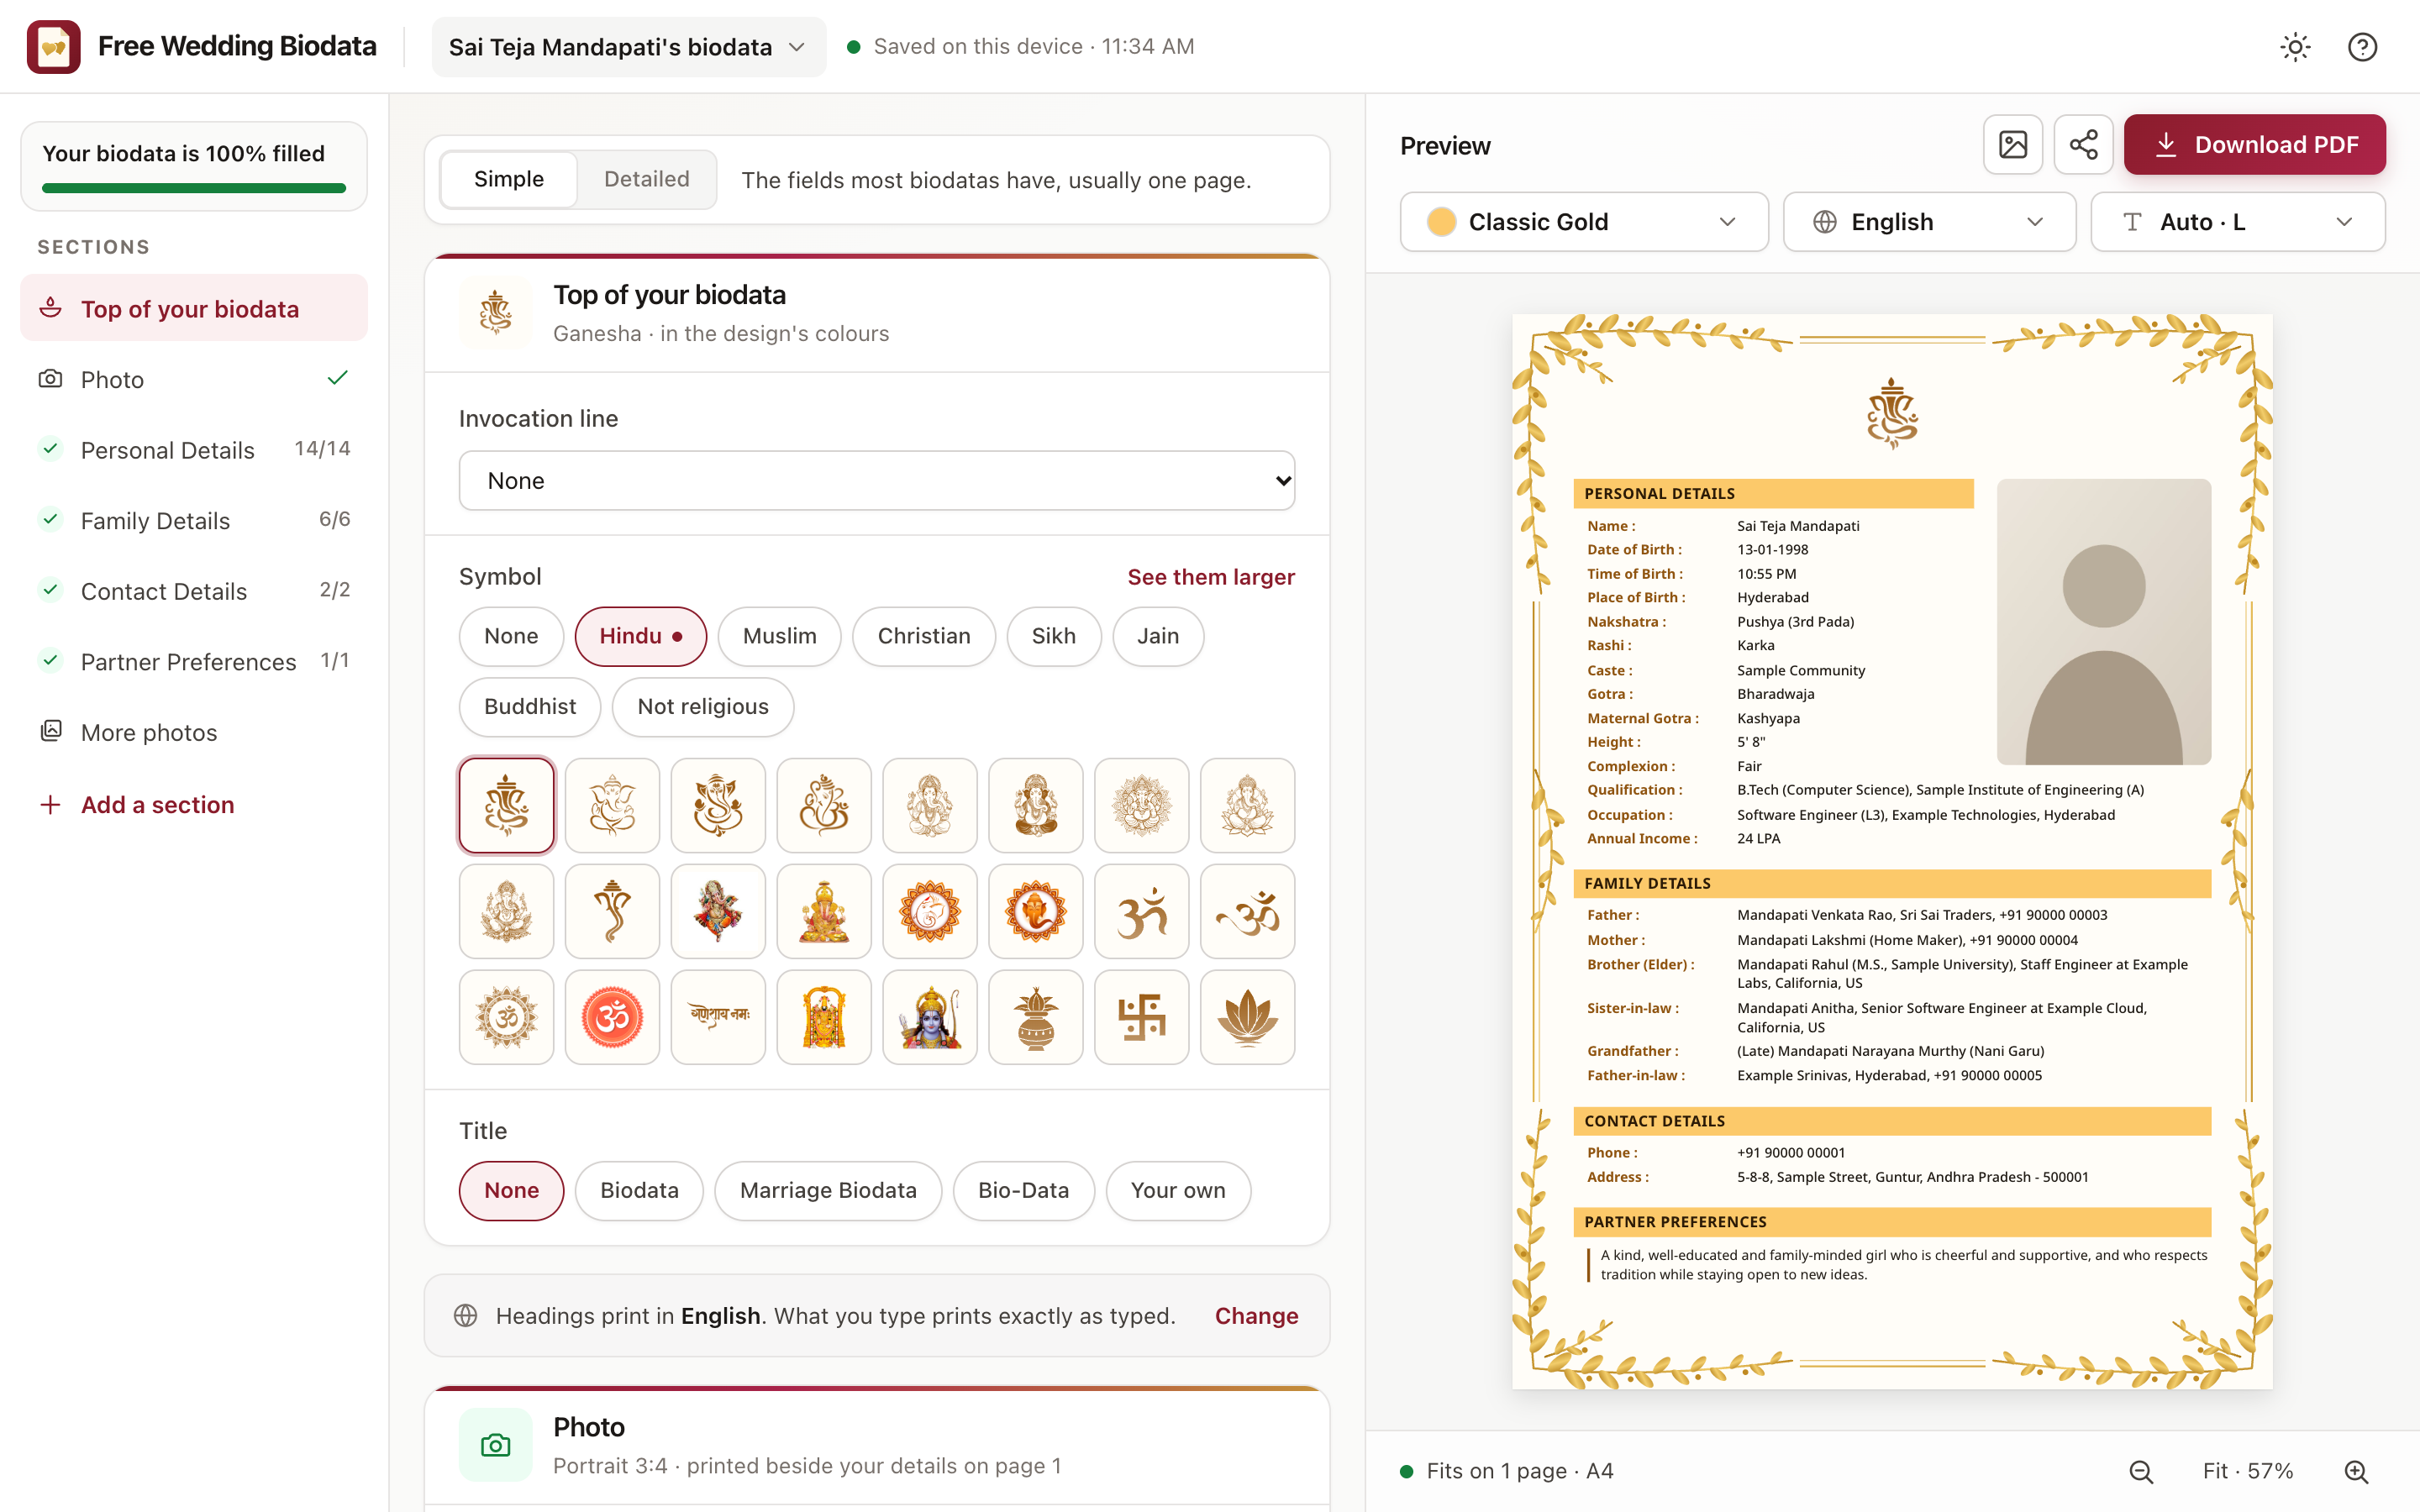 Free Wedding Biodata
Sai Teja Mandapati's biodata
Saved on this device · 11:34 AM
Your biodata is 100% filled
SECTIONS
Top of your biodata
Photo
Personal Details 14/14
Family Details 6/6
Contact Details 2/2
Partner Preferences 1/1
More photos
Add a section
Simple Detailed The fields most biodatas have, usually one page.
Top of your biodata
Ganesha · in the design's colours
Invocation line
None
Symbol See them larger
None Hindu Muslim Christian Sikh Jain
Buddhist Not religious
ॐ
ॐ
ॐ
ॐ
Title
None Biodata Marriage Biodata Bio-Data Your own
Headings print in English. What you type prints exactly as typed. Change
Photo
Portrait 3:4 · printed beside your details on page 1
Preview
Download PDF
Classic Gold English Auto · L
PERSONAL DETAILS
Name : Sai Teja Mandapati
Date of Birth : 13-01-1998
Time of Birth : 10:55 PM
Place of Birth : Hyderabad
Nakshatra : Pushya (3rd Pada)
Rashi : Karka
Caste : Sample Community
Gotra : Bharadwaja
Maternal Gotra : Kashyapa
Height : 5' 8"
Complexion : Fair
Qualification : B.Tech (Computer Science), Sample Institute of Engineering (A)
Occupation : Software Engineer (L3), Example Technologies, Hyderabad
Annual Income : 24 LPA
FAMILY DETAILS
Father : Mandapati Venkata Rao, Sri Sai Traders, +91 90000 00003
Mother : Mandapati Lakshmi (Home Maker), +91 90000 00004
Brother (Elder) : Mandapati Rahul (M.S., Sample University), Staff Engineer at Example
Labs, California, US
Sister-in-law : Mandapati Anitha, Senior Software Engineer at Example Cloud,
California, US
Grandfather : (Late) Mandapati Narayana Murthy (Nani Garu)
Father-in-law : Example Srinivas, Hyderabad, +91 90000 00005
CONTACT DETAILS
Phone : +91 90000 00001
Address : 5-8-8, Sample Street, Guntur, Andhra Pradesh - 500001
PARTNER PREFERENCES
A kind, well-educated and family-minded girl who is cheerful and supportive, and who respects
tradition while staying open to new ideas.
Fits on 1 page · A4
Fit · 57%